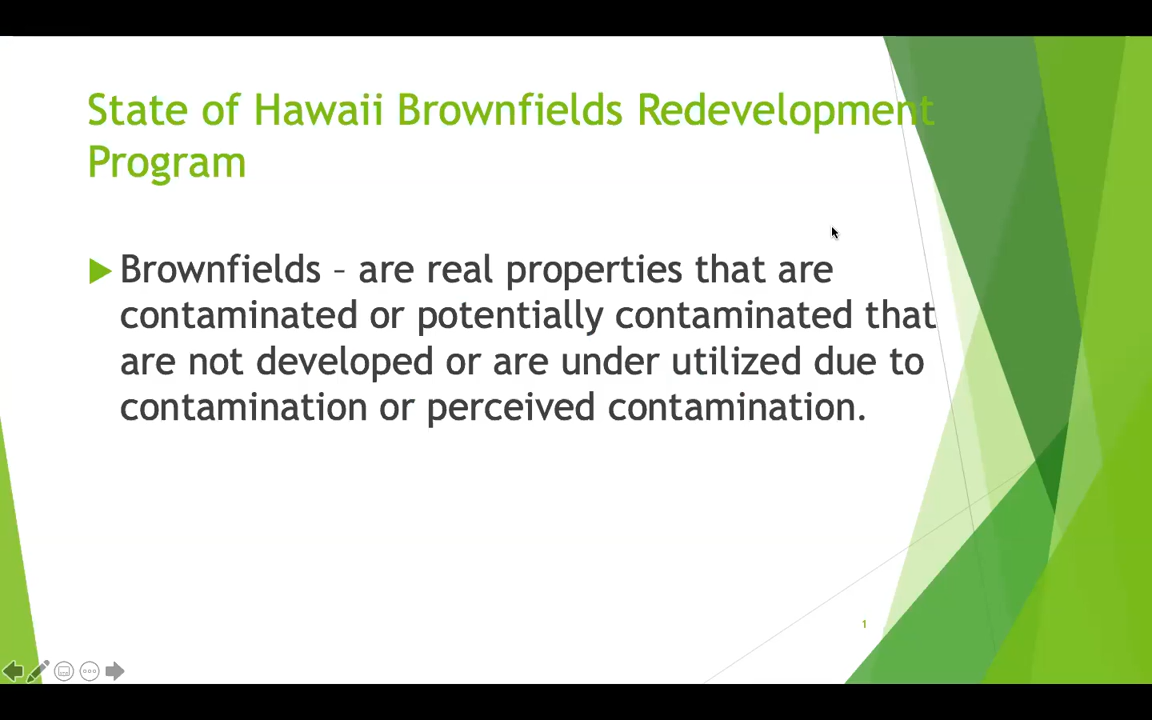 State of Hawaii Brownfields Redevelopment
Program
Brownfields – are real properties that are
contaminated or potentially contaminated that
are not developed or are under utilized due to
contamination or perceived contamination.
1